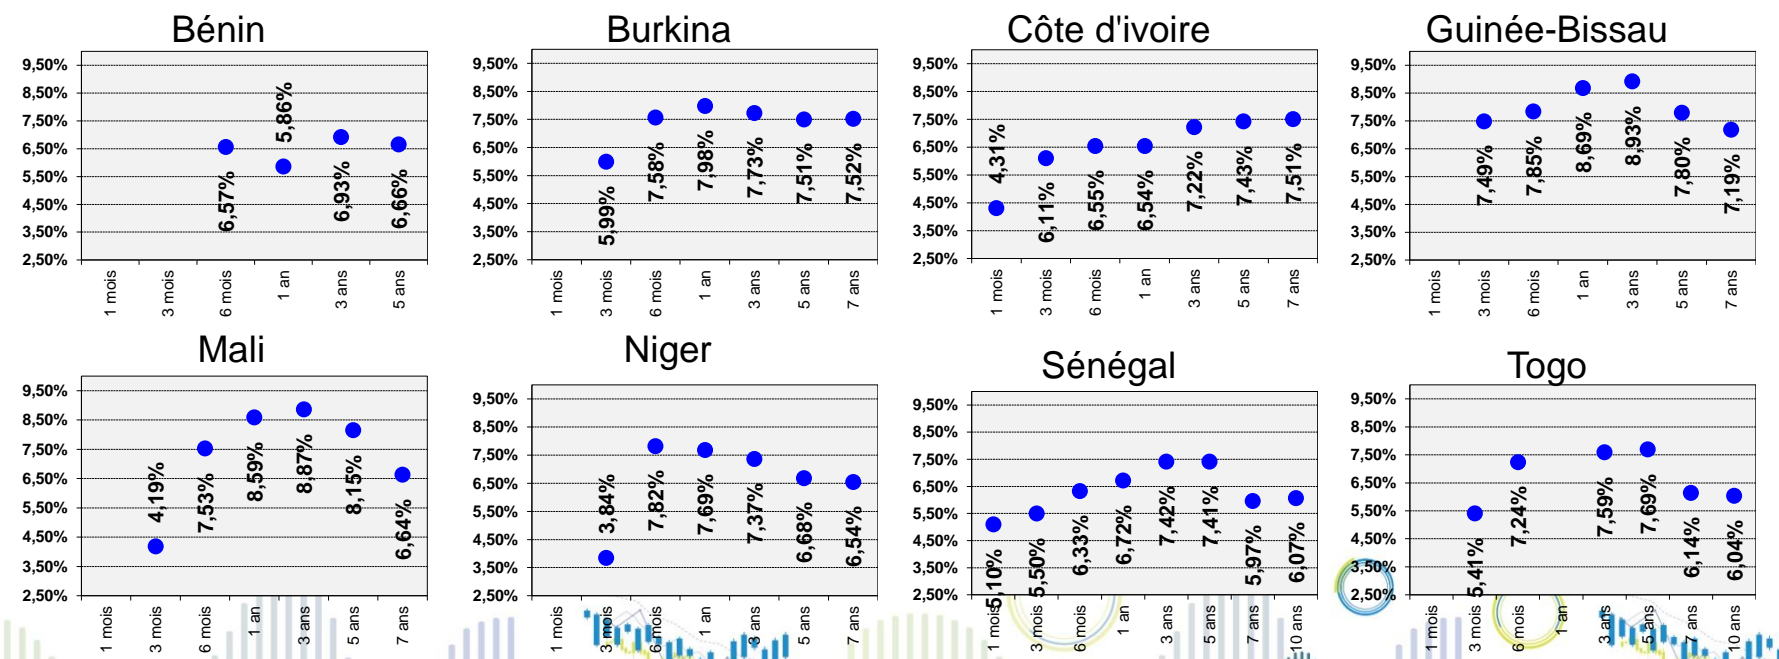 Bénin
9,50%
8,50%
7,50%
6,50%
5,50%
4,50%
3,50%
2,50%
6,57%
5,86%
6,93%
6,66%
1 mois
3 mois
6 mois
1 an
3 ans
5 ans
Burkina
9,50%
8,50%
7,50%
6,50%
5,50%
4,50%
3,50%
2,50%
5,99%
7,58%
7,98%
7,73%
7,51%
7,52%
1 mois
3 mois
6 mois
1 an
3 ans
5 ans
7 ans
Côte d'ivoire
9,50%
8,50%
7,50%
6,50%
5,50%
4,50%
3,50%
2,50%
4,31%
6,11%
6,55%
6,54%
7,22%
7,43%
7,51%
1 mois
3 mois
6 mois
1 an
3 ans
5 ans
7 ans
Guinée-Bissau
9,50%
8,50%
7,50%
6,50%
5,50%
4,50%
3,50%
2,50%
7,49%
7,85%
8,69%
8,93%
7,80%
7,19%
1 mois
3 mois
6 mois
1 an
3 ans
5 ans
7 ans
Mali
9,50%
8,50%
7,50%
6,50%
5,50%
4,50%
3,50%
2,50%
4,19%
7,53%
8,59%
8,87%
8,15%
6,64%
1 mois
3 mois
6 mois
1 an
3 ans
5 ans
7 ans
Niger
9,50%
8,50%
7,50%
6,50%
5,50%
4,50%
3,50%
2,50%
3,84%
7,82%
7,69%
7,37%
6,68%
6,54%
1 mois
3 mois
6 mois
1 an
3 ans
5 ans
7 ans
Sénégal
9,50%
8,50%
7,50%
6,50%
5,50%
4,50%
3,50%
2,50%
5,10%
5,50%
6,33%
6,72%
7,42%
7,41%
5,97%
6,07%
1 mois
3 mois
6 mois
1 an
3 ans
5 ans
7 ans
10 ans
Togo
9,50%
8,50%
7,50%
6,50%
5,50%
4,50%
3,50%
2,50%
5,41%
7,24%
7,59%
7,69%
6,14%
6,04%
1 mois
3 mois
6 mois
1 an
3 ans
5 ans
7 ans
10 ans